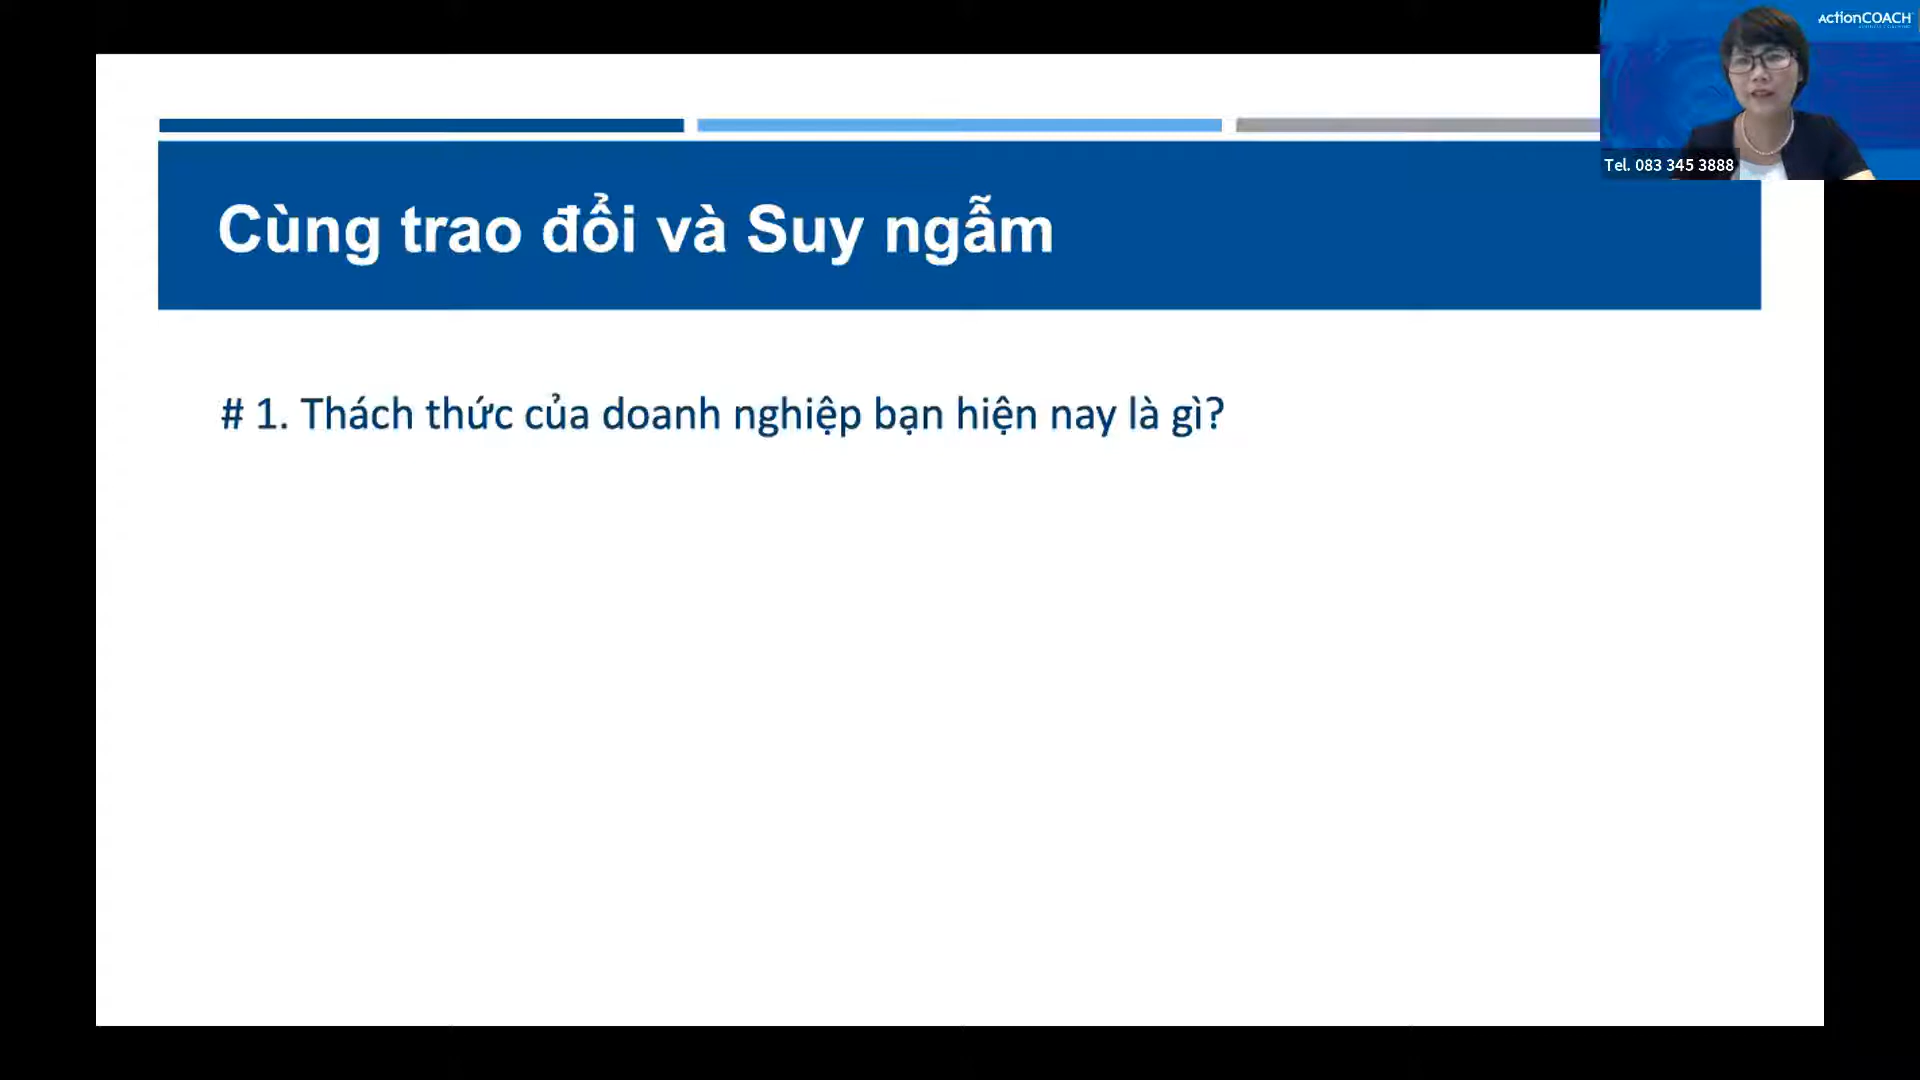 ActionCOACH
Tel. 083 345 3888
Cùng trao đổi và Suy ngẫm
# 1. Thách thức của doanh nghiệp bạn hiện nay là gì?